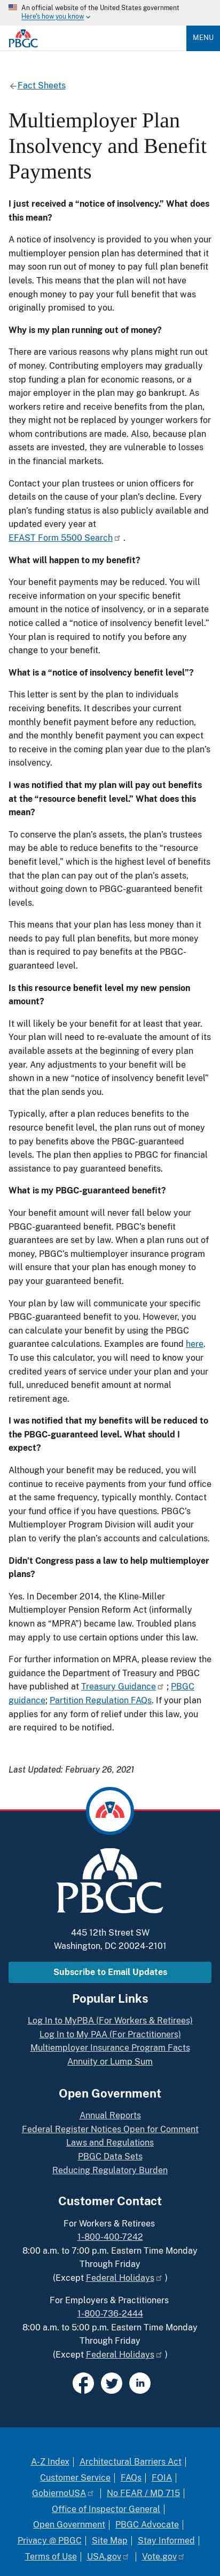 An official website of the United States government
Here's how you know
PBGC
MENU
Fact Sheets
Multiemployer Plan
Insolvency and Benefit
Payments
I just received a “notice of insolvency.” What does
this mean?
A notice of insolvency is provided to you when your
multiemployer pension plan has determined that it
may soon run out of money to pay full plan benefit
levels. This means that the plan will not have
enough money to pay your full benefit that was
originally promised to you.
Why is my plan running out of money?
There are various reasons why plans might run out
of money. Contributing employers may gradually
stop funding a plan for economic reasons, or a
major employer in the plan may go bankrupt. As
workers retire and receive benefits from the plan,
they might not be replaced by younger workers for
whom contributions are made. Also, because plan
assets are invested, they may be vulnerable to losses
in the financial markets.
Contact your plan trustees or union officers for
details on the cause of your plan's decline. Every
plan's funding status is also publicly available and
updated every year at
EFAST Form 5500 Search .
What will happen to my benefit?
Your benefit payments may be reduced. You will
receive information on your specific benefit
amount in the notice of insolvency, or in a separate
notice called a “notice of insolvency benefit level.”
Your information may differ from that of your
coworkers because every participant is likely owed
to their own benefit.
What is a “notice of insolvency benefit level”?
This letter is sent by the plan to individuals
receiving their monthly benefit payments. The
letter shows your current monthly benefit payment
compared to your new reduced benefit payment
you can expect in the coming plan year due to the plan's
insolvency.
I was notified that my plan will pay out benefits
at the “resource benefit level.” What does this
mean?
To conserve the plan's assets, the plan's trustees
may be asked to reduce benefits to the “resource
benefit level,” which is the highest level of benefits
that the plan can pay out of the plan's assets,
without going down to PBGC-guaranteed benefit
levels.
This means that your plan has less money than it
needs to pay full plan benefits, but more than
would be required to pay benefits at the PBGC-
guaranteed level.
Is this resource benefit level my new pension
amount?
It will likely be your benefit for at least that year.
Your plan will need to re-evaluate the amount of its
dedicated assets at the beginning of every year.
Any adjustments to your benefit will be
shown in a new “notice of insolvency benefit level”
that the plan sends you.
Typically, after a plan reduces benefits to the
resource benefit level, the plan may run out of money
to pay benefits above the PBGC-guaranteed
levels. The plan then applies to PBGC for financial
assistance to help pay benefits.
What is my PBGC-guaranteed benefit?
Your benefit amount will never fall below your
PBGC-guaranteed benefit. PBGC's benefit
guarantees are set by law. When a plan runs out of
money, PBGC's multiemployer insurance program
will ensure that your plan has enough money to
pay your guaranteed benefit.
Your plan by law will communicate your specific
PBGC-guaranteed benefit to you. However, you
can calculate your benefit by using the PBGC
guarantee calculations. Examples are found here.
To use this calculator, you will need to know your
credited years of service under your plan and your
full, unreduced benefit amount at normal
retirement age.
I was notified that my benefits will be reduced to
the PBGC-guaranteed level. What should I
expect?
Although your benefit may be reduced, you will
continue to receive payments from your fund office
at the same frequency, typically monthly. Contact
your fund office if you have questions. PBGC's
Multiemployer Program Division will audit your
plan to verify the plan's assets and calculations.
Didn't Congress pass a law to help multiemployer
plans?
Yes. In December 2014, the Kline-Miller
Multiemployer Pension Reform Act (informally
known as “MPRA”) became law. Troubled plans
may apply to use certain options under this law.
For further information on MPRA, please review the
guidance the Department of Treasury and PBGC
have posted at Treasury Guidance ; PBGC
guidance; Partition Regulation FAQs. If your plan
applies for any form of relief under this law, you
are required to be notified.
Last Updated: February 26, 2021
PBGC
445 12th Street SW
Washington, DC 20024-2101
Subscribe to Email Updates
Popular Links
Log In to MyPBA (For Workers & Retirees)
Log In to My PAA (For Practitioners)
Multiemployer Insurance Program Facts
Annuity or Lump Sum
Open Government
Annual Reports
Federal Register Notices Open for Comment
Laws and Regulations
PBGC Data Sets
Reducing Regulatory Burden
Customer Contact
For Workers & Retirees
1-800-400-7242
8:00 a.m. to 7:00 p.m. Eastern Time Monday
Through Friday
(Except Federal Holidays )
For Employers & Practitioners
1-800-736-2444
8:00 a.m. to 5:00 p.m. Eastern Time Monday
Through Friday
(Except Federal Holidays )
A-Z Index | Architectural Barriers Act |
Customer Service | FAQs | FOIA |
GobiernoUSA | No FEAR / MD 715 |
Office of Inspector General |
Open Government | PBGC Advocate |
Privacy @ PBGC | Site Map | Stay Informed |
Terms of Use | USA.gov | Vote.gov